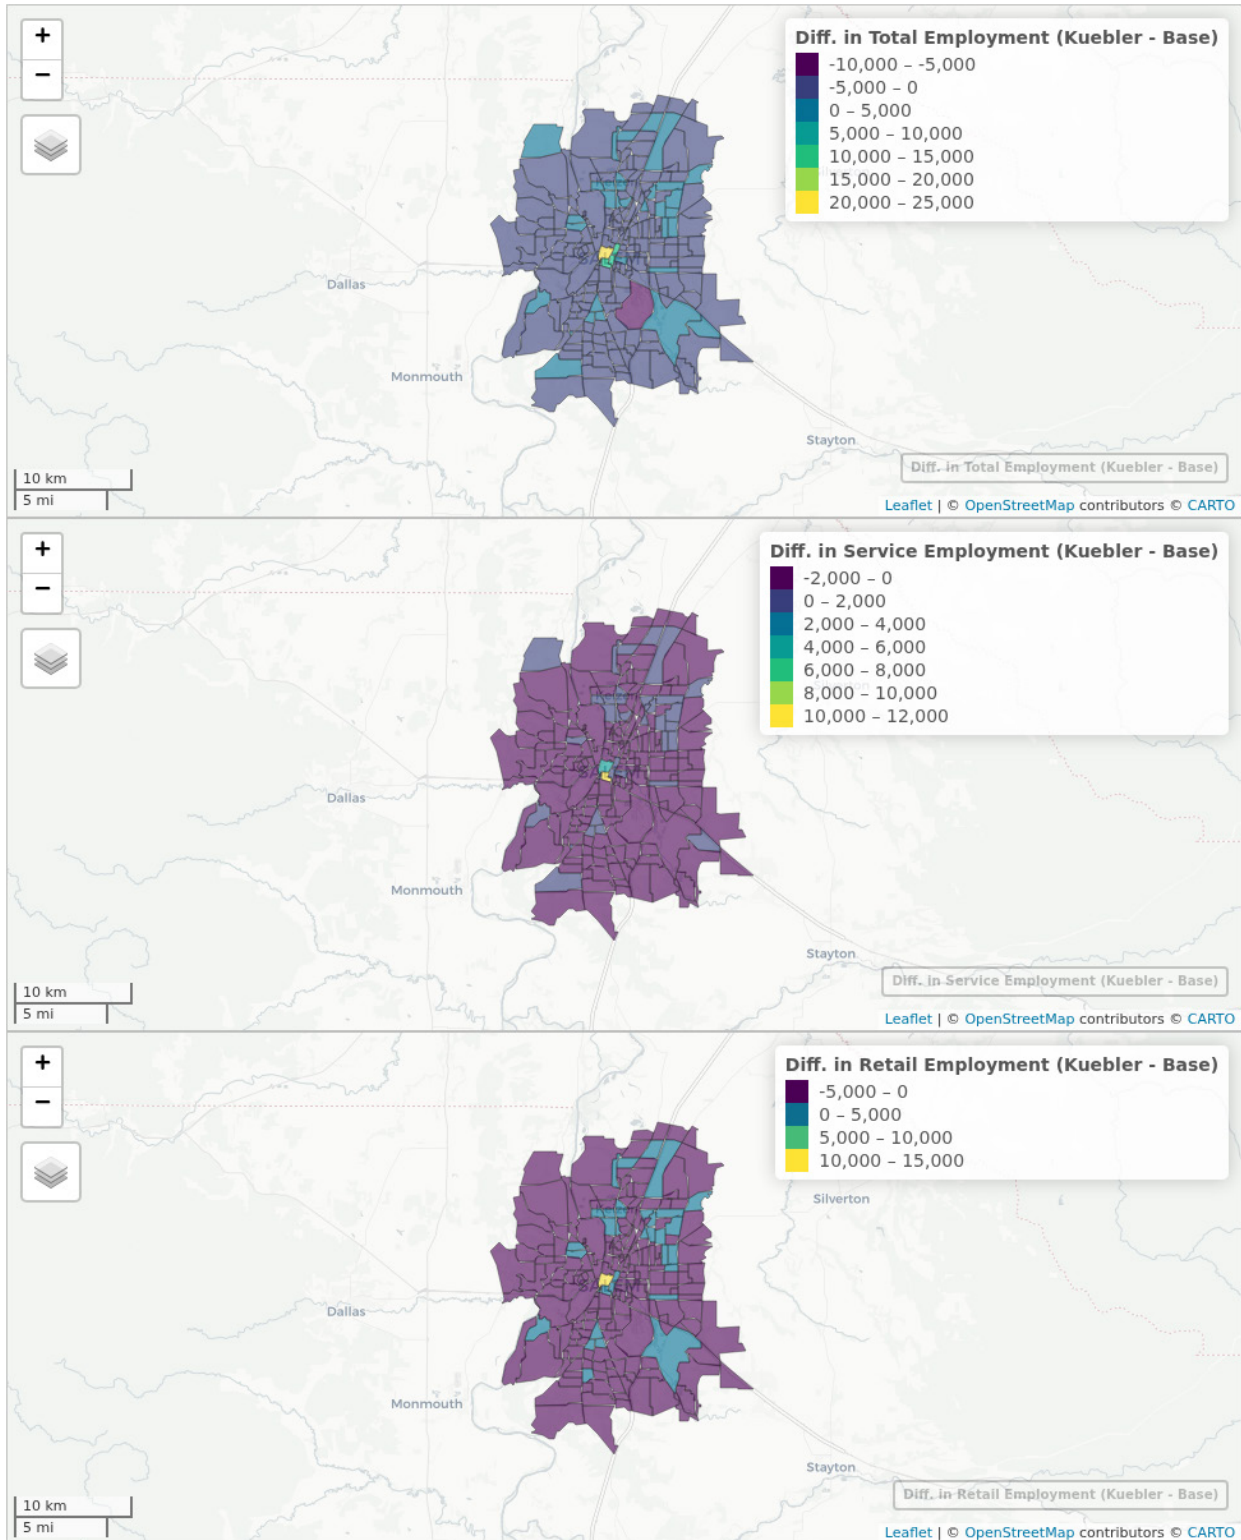 +
−
Diff. in Total Employment (Kuebler - Base)
-10,000 – -5,000
-5,000 – 0
0 – 5,000
5,000 – 10,000
10,000 – 15,000
15,000 – 20,000
20,000 – 25,000
Dallas
Monmouth
Stayton
10 km
5 mi
Diff. in Total Employment (Kuebler - Base)
Leaflet | © OpenStreetMap contributors © CARTO
+
−
Diff. in Service Employment (Kuebler - Base)
-2,000 – 0
0 – 2,000
2,000 – 4,000
4,000 – 6,000
6,000 – 8,000
8,000 – 10,000
10,000 – 12,000
Silverton
Dallas
Monmouth
Stayton
10 km
5 mi
Diff. in Service Employment (Kuebler - Base)
Leaflet | © OpenStreetMap contributors © CARTO
+
−
Diff. in Retail Employment (Kuebler - Base)
-5,000 – 0
0 – 5,000
5,000 – 10,000
10,000 – 15,000
Silverton
Dallas
Monmouth
Stayton
10 km
5 mi
Diff. in Retail Employment (Kuebler - Base)
Leaflet | © OpenStreetMap contributors © CARTO